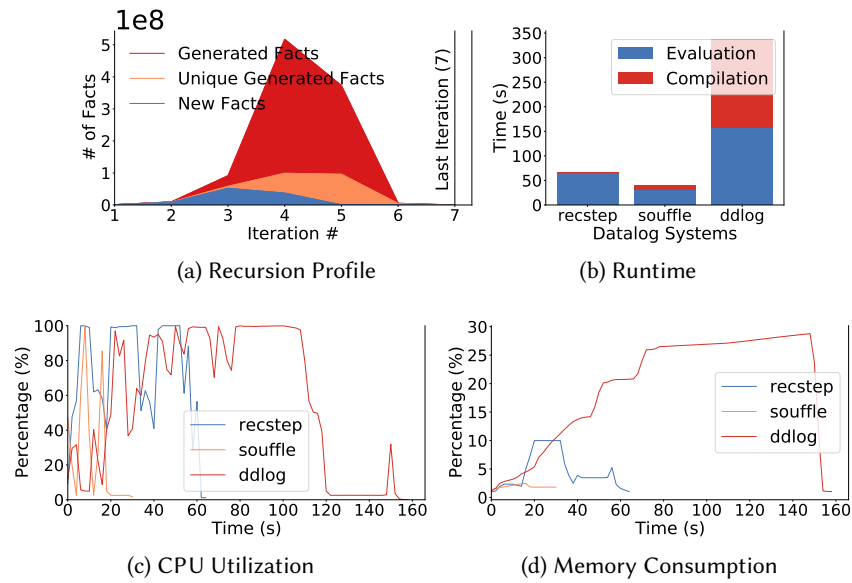 1e8
5
4
3
2
1
0
# of Facts
Generated Facts
Unique Generated Facts
New Facts
Last Iteration (7)
1 2 3 4 5 6 7
Iteration #
(a) Recursion Profile
350
300
250
200
150
100
50
0
Time (s)
Evaluation
Compilation
recstep souffle ddlog
Datalog Systems
(b) Runtime
100
80
60
40
20
0
Percentage (%)
recstep
souffle
ddlog
0 20 40 60 80 100 120 140 160
Time (s)
(c) CPU Utilization
30
25
20
15
10
5
0
Percentage (%)
recstep
souffle
ddlog
0 20 40 60 80 100 120 140 160
Time (s)
(d) Memory Consumption